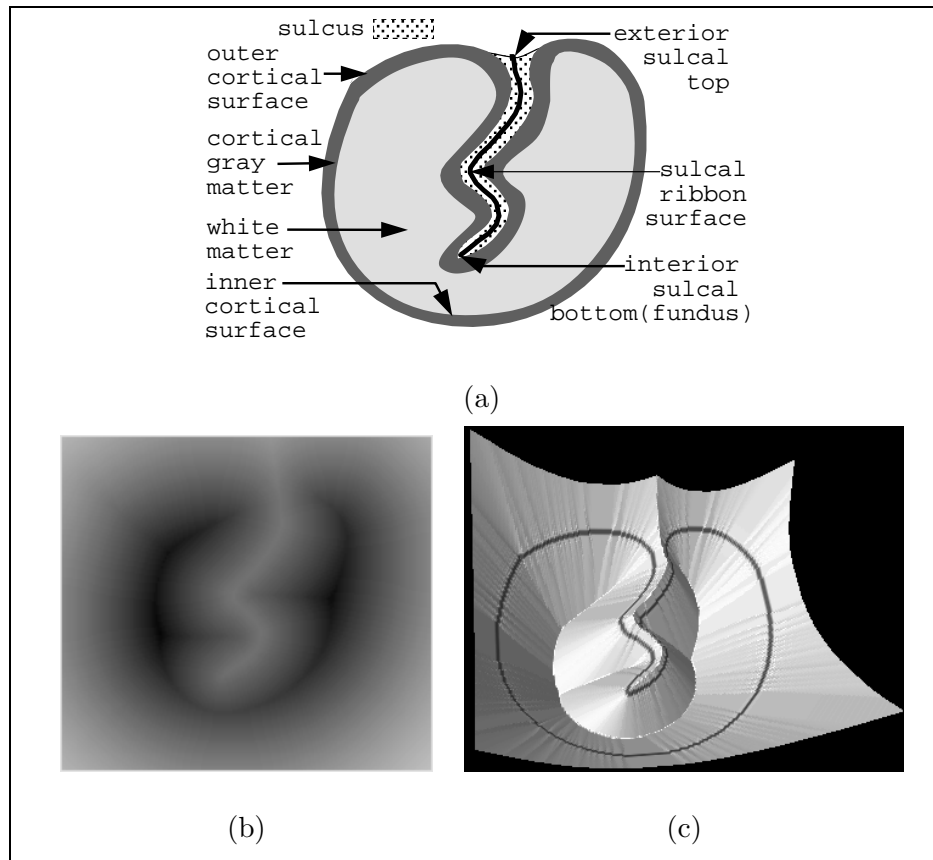 sulcus
outer
cortical
surface
cortical
gray
matter
white
matter
inner
cortical
surface
exterior
sulcal
top
sulcal
ribbon
surface
interior
sulcal
bottom(fundus)
(a)
(b)
(c)